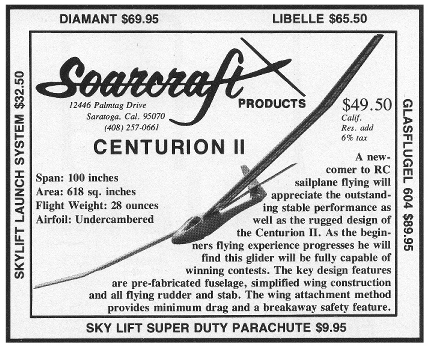 DIAMANT $69.95
LIBELLE $65.50
SKYLIFT LAUNCH SYSTEM $32.50
Soarcraft
PRODUCTS
12446 Palmtag Drive
Saratoga, Cal. 95070
(408) 257-0661
$49.50
Calif.
Res. add
6% tax
CENTURION II
Span: 100 inches
Area: 618 sq. inches
Flight Weight: 28 ounces
Airfoil: Undercambered
A new-
comer to RC
sailplane flying will
appreciate the outstand-
ing stable performance as
well as the rugged design of
the Centurion II. As the begin-
ners flying experience progresses he will
find this glider will be fully capable of
winning contests. The key design features
are pre-fabricated fuselage, simplified wing construction
and all flying rudder and stab. The wing attachment method
provides minimum drag and a breakaway safety feature.
GLASFLUGEL 604 $89.95
SKY LIFT SUPER DUTY PARACHUTE $9.95